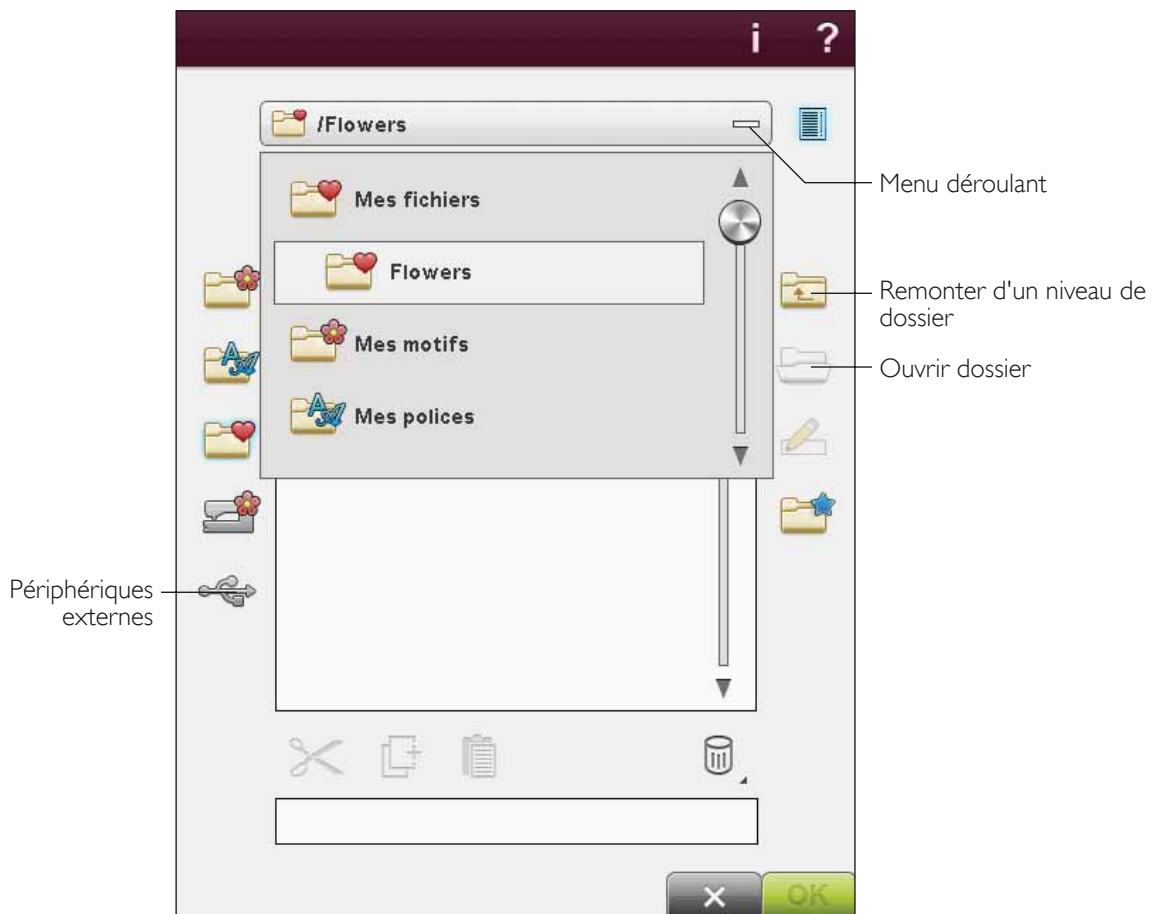 i ?
/Flowers
Menu déroulant
Mes fichiers
Flowers
Remonter d'un niveau de
dossier
Mes motifs
Ouvrir dossier
Mes polices
Périphériques
externes
× OK